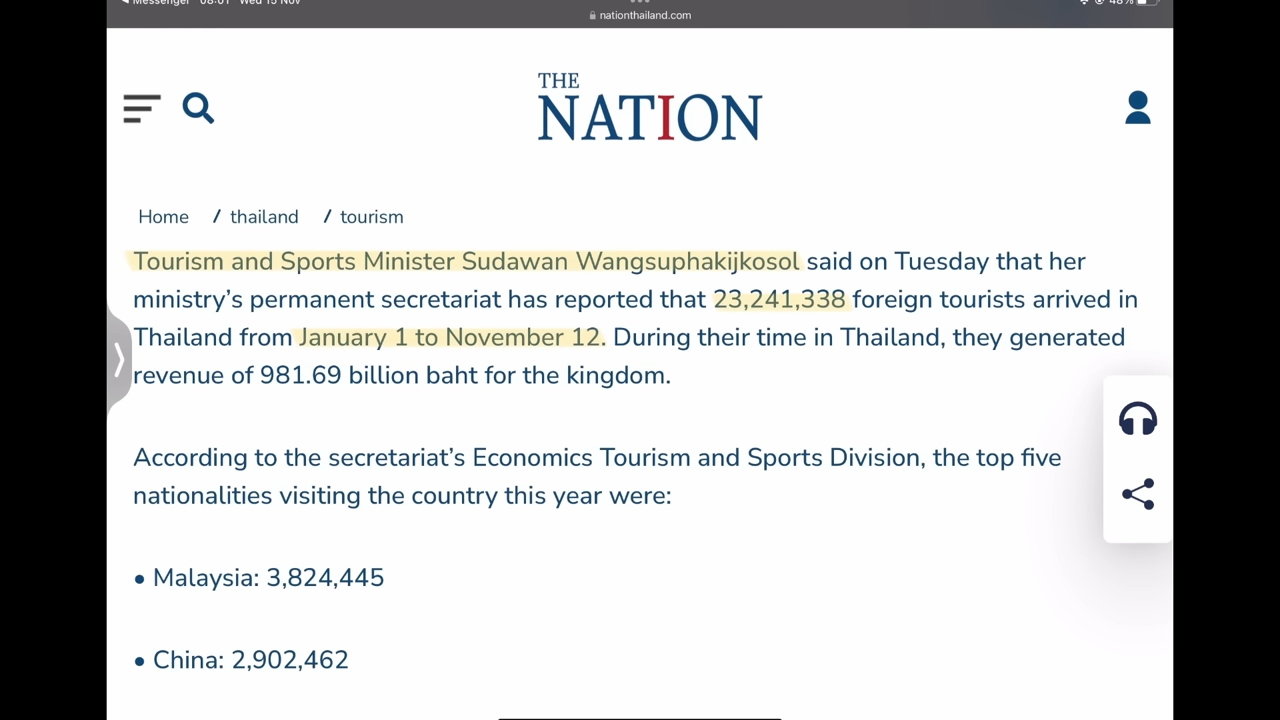 Messenger 08:01 Wed 15 Nov 48%
nationthailand.com
THE
NATION
Home / thailand / tourism
Tourism and Sports Minister Sudawan Wangsuphakijkosol said on Tuesday that her
ministry’s permanent secretariat has reported that 23,241,338 foreign tourists arrived in
Thailand from January 1 to November 12. During their time in Thailand, they generated
revenue of 981.69 billion baht for the kingdom.
According to the secretariat’s Economics Tourism and Sports Division, the top five
nationalities visiting the country this year were:
• Malaysia: 3,824,445
• China: 2,902,462